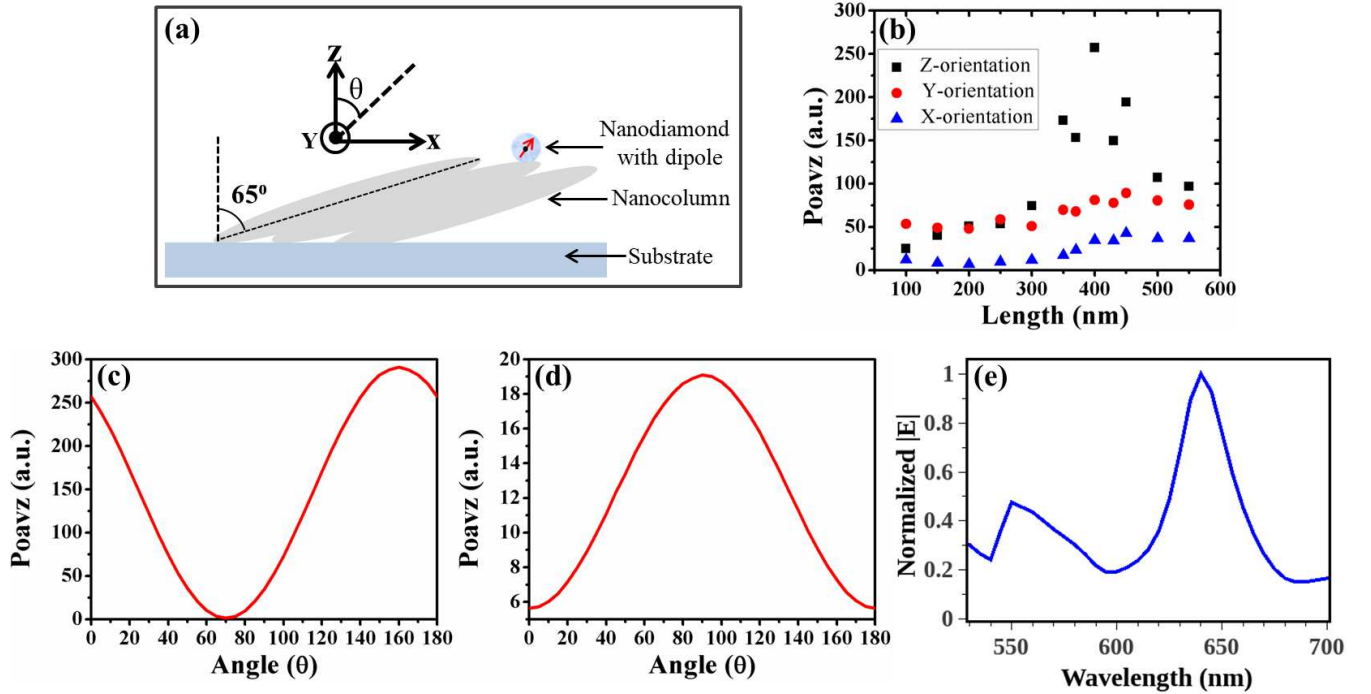 (a)
Z
θ
Y
X
65⁰
Nanodiamond
with dipole
Nanocolumn
Substrate
(b)
Poavz (a.u.)
300
250
200
150
100
50
0
Z-orientation
Y-orientation
X-orientation
100 200 300 400 500 600
Length (nm)
(c)
Poavz (a.u.)
300
250
200
150
100
50
0
0 20 40 60 80 100 120 140 160 180
Angle (θ)
(d)
Poavz (a.u.)
20
18
16
14
12
10
8
6
0 20 40 60 80 100 120 140 160 180
Angle (θ)
(e)
Normalized |E|
1
0.8
0.6
0.4
0.2
0
550 600 650 700
Wavelength (nm)